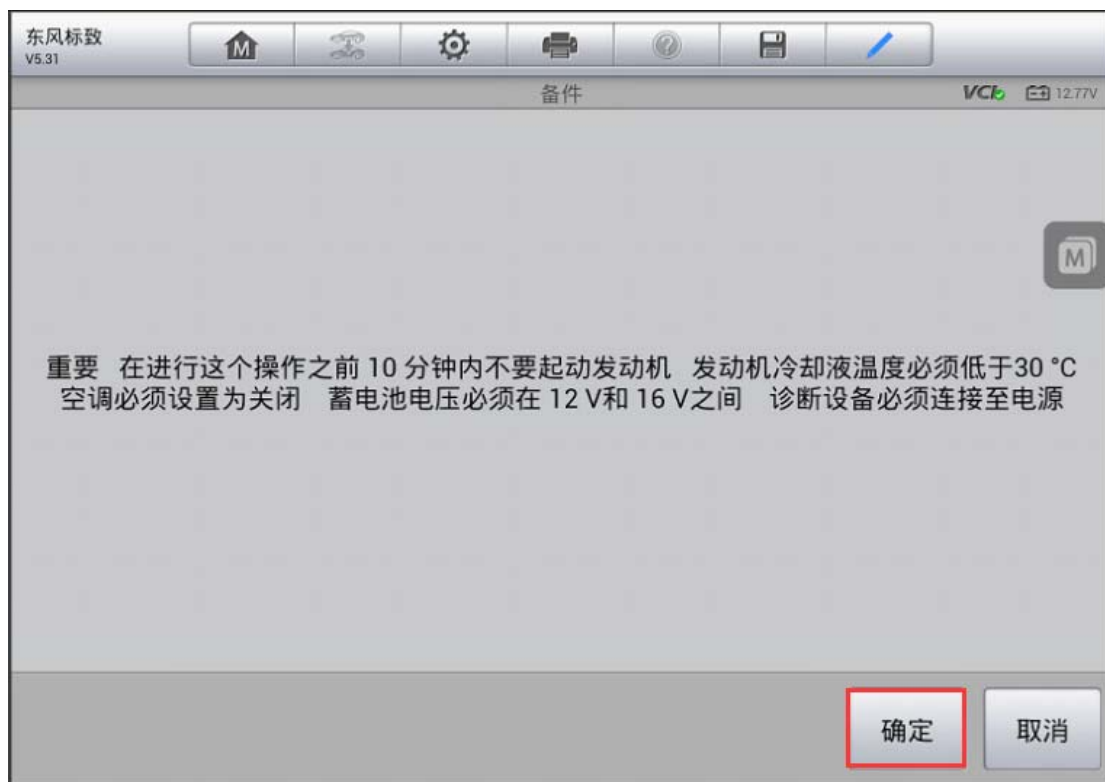 东风标致
V5.31
M
备件
VCI 12.77V
M
重要 在进行这个操作之前 10 分钟内不要起动发动机 发动机冷却液温度必须低于30 °C
空调必须设置为关闭 蓄电池电压必须在 12 V和 16 V之间 诊断设备必须连接至电源
确定 取消